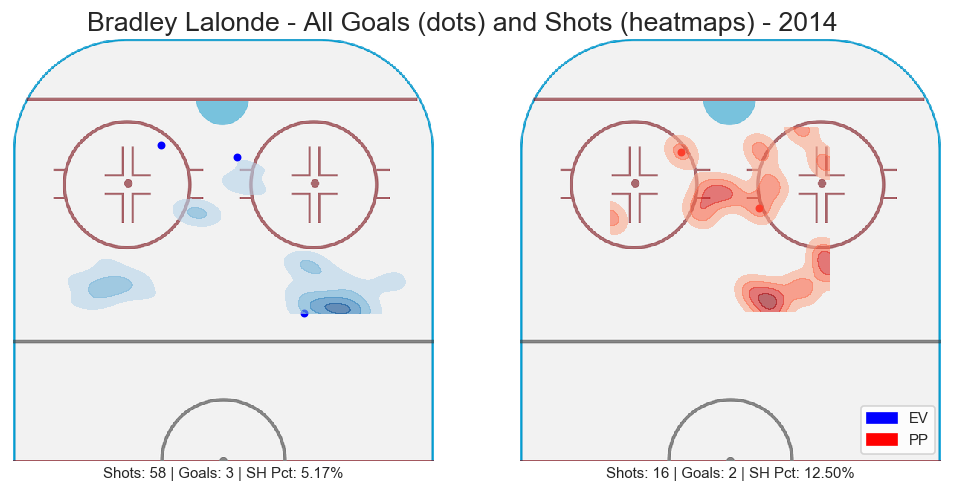 Bradley Lalonde - All Goals (dots) and Shots (heatmaps) - 2014
EV
PP
Shots: 58 | Goals: 3 | SH Pct: 5.17%
Shots: 16 | Goals: 2 | SH Pct: 12.50%